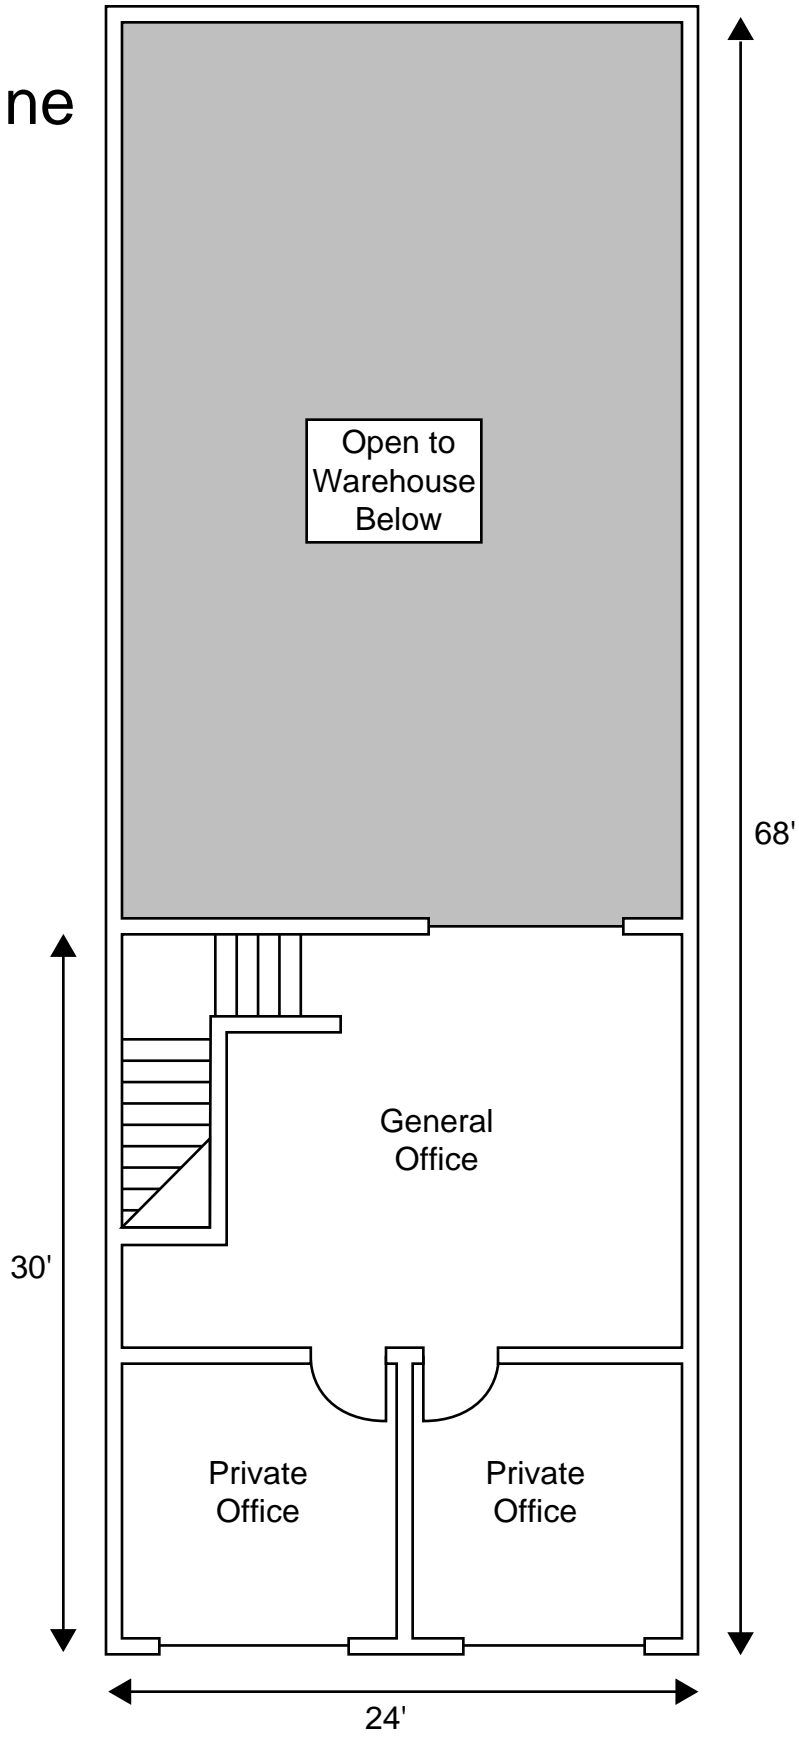 ne
Open to
Warehouse
Below
68'
General
Office
30'
Private
Office
Private
Office
24'